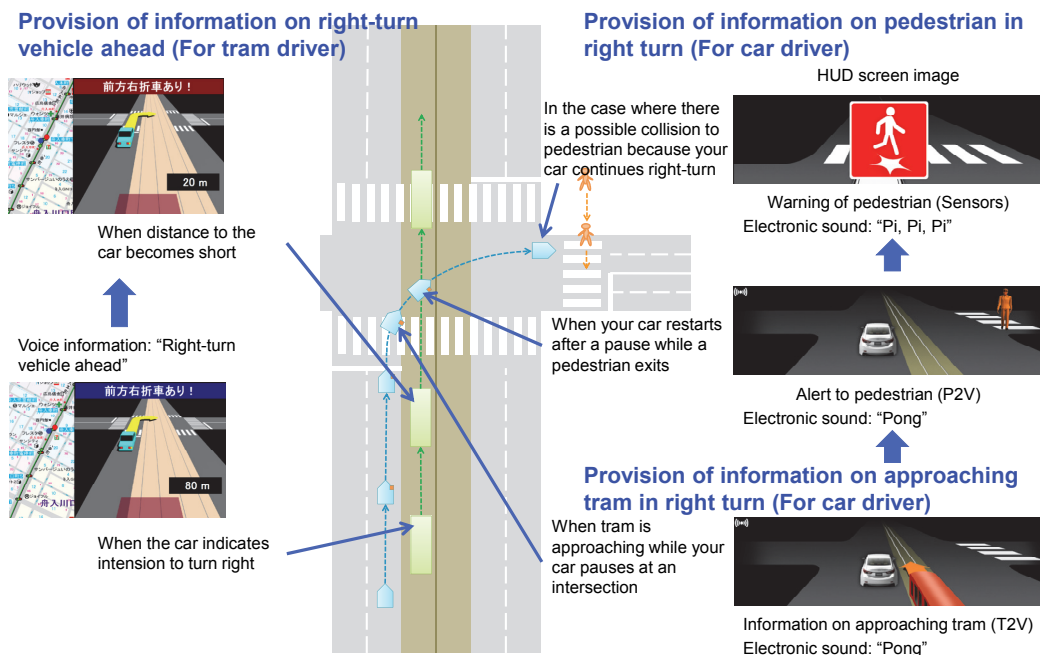 Provision of information on right-turn
vehicle ahead (For tram driver)
前方右折車あり!
20 m
When distance to the
car becomes short
Voice information: “Right-turn
vehicle ahead”
前方右折車あり!
80 m
舟入川口
When the car indicates
intension to turn right
In the case where there
is a possible collision to
pedestrian because your
car continues right-turn
When your car restarts
after a pause while a
pedestrian exits
When tram is
approaching while your
car pauses at an
intersection
Provision of information on pedestrian in
right turn (For car driver)
HUD screen image
Warning of pedestrian (Sensors)
Electronic sound: “Pi, Pi, Pi”
Alert to pedestrian (P2V)
Electronic sound: “Pong”
Provision of information on approaching
tram in right turn (For car driver)
Information on approaching tram (T2V)
Electronic sound: “Pong”